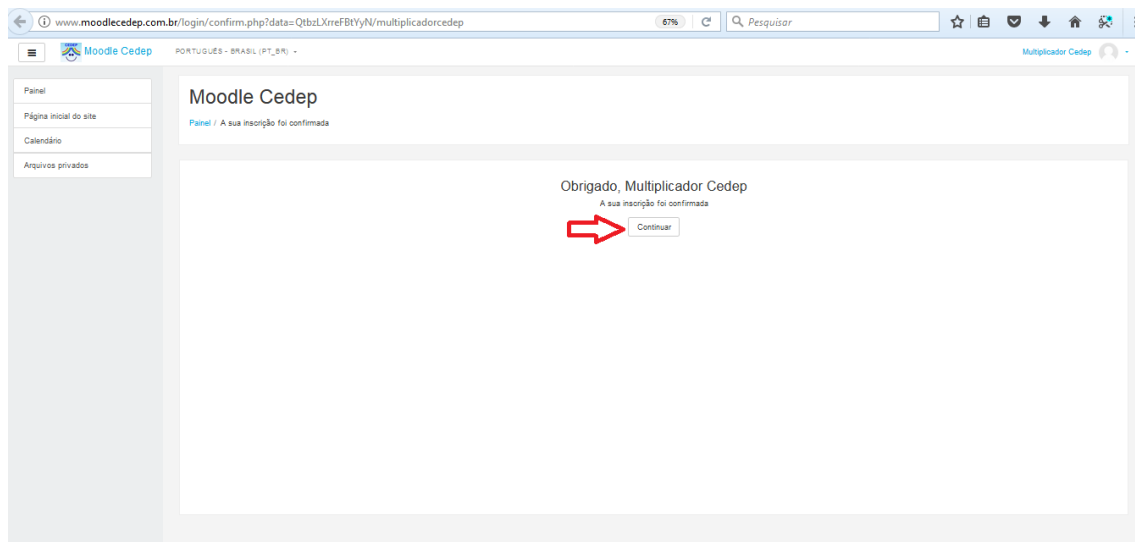 www.moodlecedep.com.br/login/confirm.php?data=QtbzLXrreFBtYyN/multiplicadorcedep
67%
Pesquisar
Moodle Cedep
PORTUGUÊS - BRASIL (PT_BR)
Multiplicador Cedep
Painel
Página inicial do site
Calendário
Arquivos privados
Moodle Cedep
Painel / A sua inscrição foi confirmada
Obrigado, Multiplicador Cedep
A sua inscrição foi confirmada
Continuar